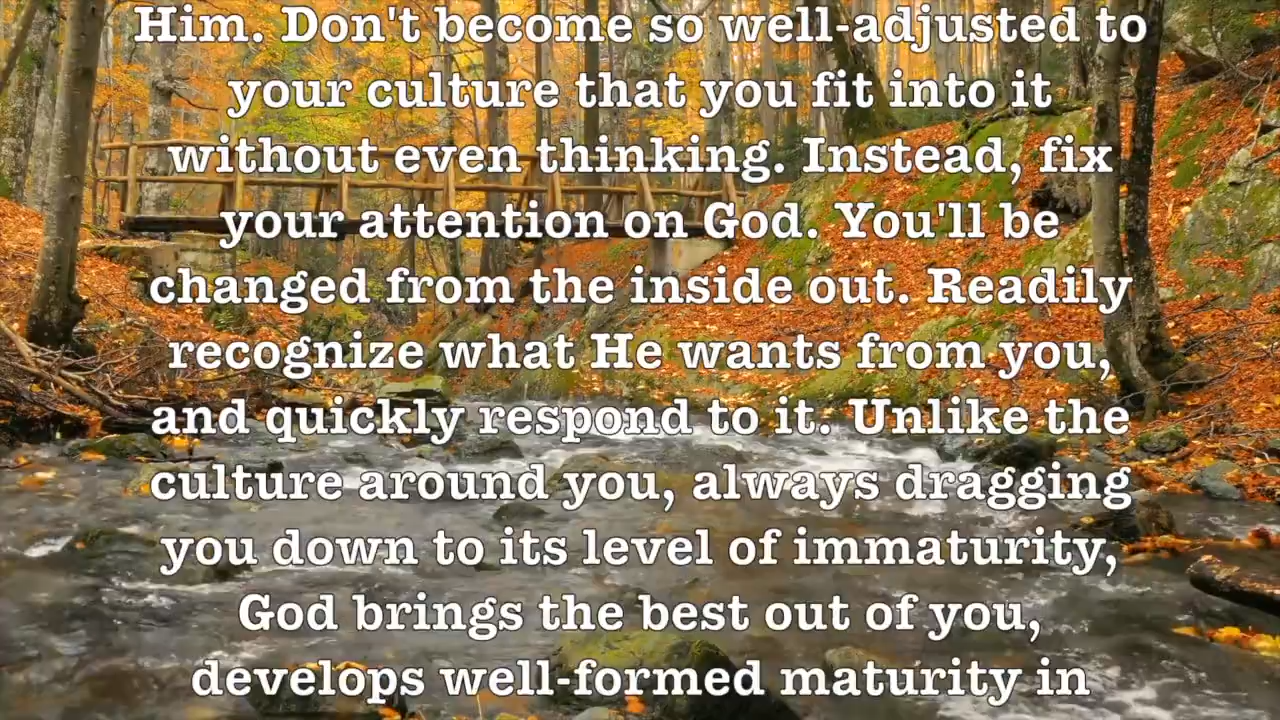 Him. Don't become so well-adjusted to
your culture that you fit into it
without even thinking. Instead, fix
your attention on God. You'll be
changed from the inside out. Readily
recognize what He wants from you,
and quickly respond to it. Unlike the
culture around you, always dragging
you down to its level of immaturity,
God brings the best out of you,
develops well-formed maturity in